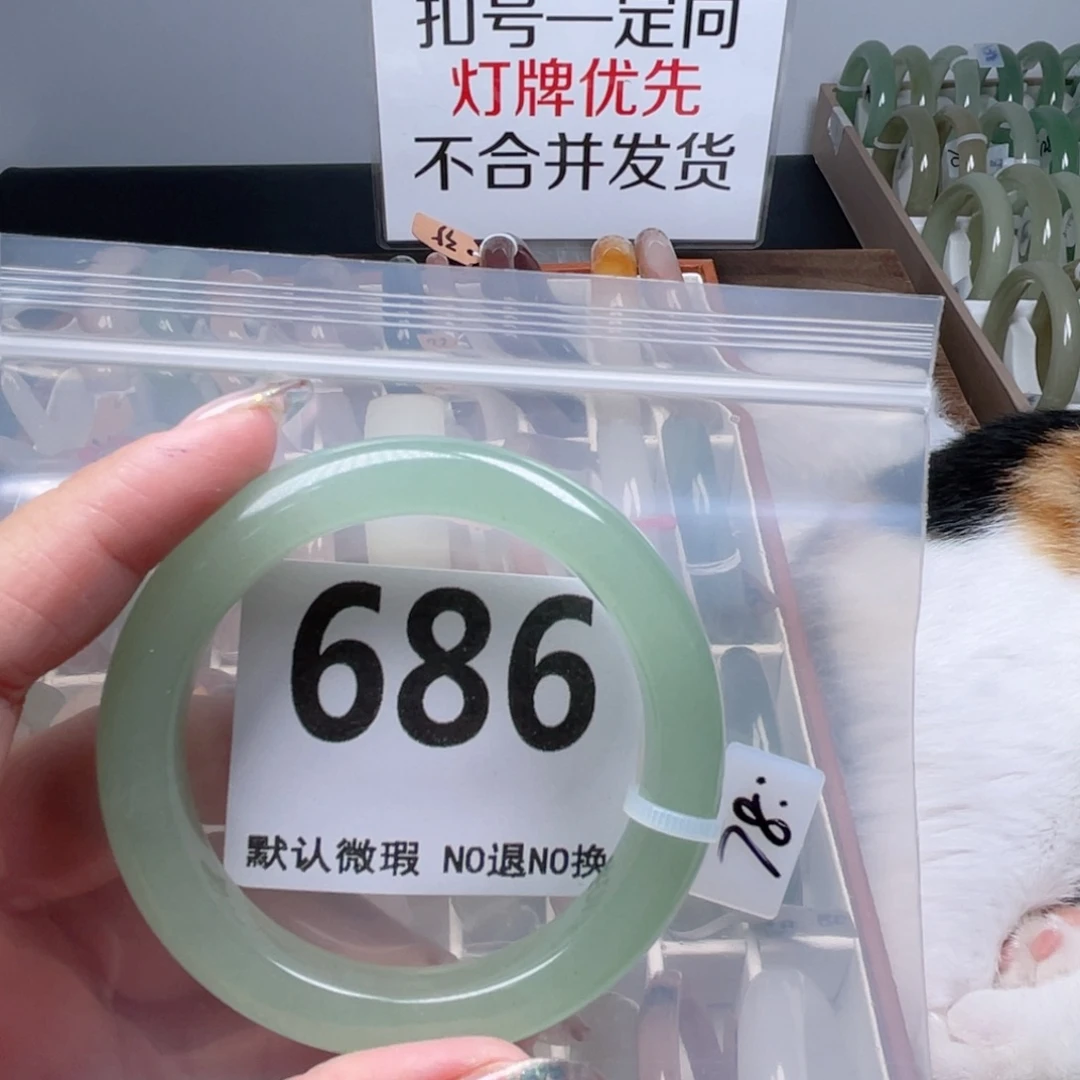 扣号一定问
灯牌优先
不合并发货
686
默认微瑕 NO退NO换
78.